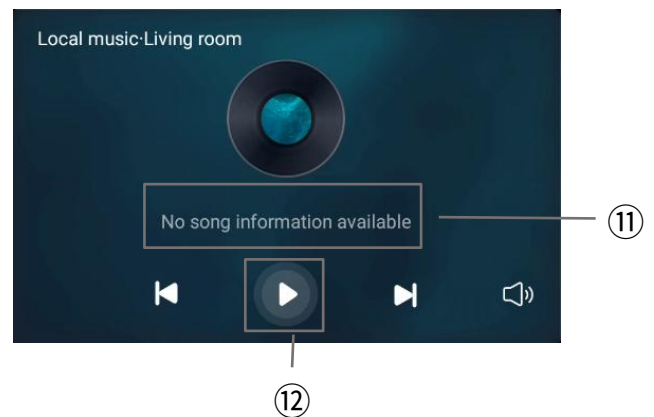 Local music·Living room
No song information available
⑪
⑫